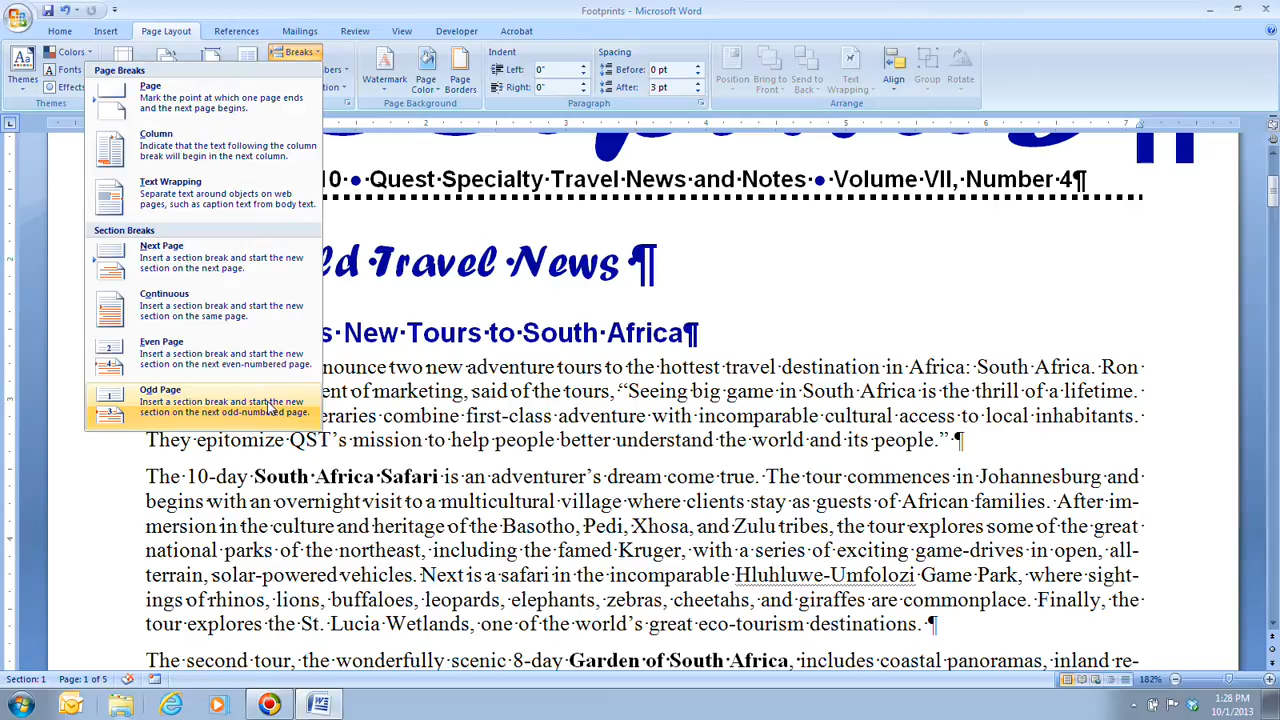 Footprints - Microsoft Word
Home Insert Page Layout References Mailings Review View Developer Acrobat
Themes
Colors
Fonts
Effects
Themes
Breaks
Watermark
Page Color
Page Borders
Page Background
Indent
Left: 0"
Right: 0"
Spacing
Before: 0 pt
After: 3 pt
Paragraph
Position
Bring to Front
Send to Back
Text Wrapping
Align
Group
Rotate
Arrange
Page Breaks
Page
Mark the point at which one page ends
and the next page begins.
Column
Indicate that the text following the column
break will begin in the next column.
Text Wrapping
Separate text around objects on web
pages, such as caption text from body text.
Section Breaks
Next Page
Insert a section break and start the new
section on the next page.
Continuous
Insert a section break and start the new
section on the same page.
Even Page
Insert a section break and start the new
section on the next even-numbered page.
Odd Page
Insert a section break and start the new
section on the next odd-numbered page.
2 3 4 5 6 7
10 ● Quest·Specialty·Travel·News·and·Notes ● Volume·VII,·Number·4¶
ld·Travel·News·¶
s·New·Tours·to·South·Africa¶
nounce·two·new·adventure·tours·to·the·hottest·travel·destination·in·Africa:·South·Africa.·Ron·
ent·of·marketing,·said·of·the·tours,·“Seeing·big·game·in·South·Africa·is·the·thrill·of·a·lifetime.·
eraries·combine·first-class·adventure·with·incomparable·cultural·access·to·local·inhabitants.·
They·epitomize·QST’s·mission·to·help·people·better·understand·the·world·and·its·people.”·¶
The·10-day·South·Africa·Safari·is·an·adventurer’s·dream·come·true.·The·tour·commences·in·Johannesburg·and·
begins·with·an·overnight·visit·to·a·multicultural·village·where·clients·stay·as·guests·of·African·families.·After·im-
mersion·in·the·culture·and·heritage·of·the·Basotho,·Pedi,·Xhosa,·and·Zulu·tribes,·the·tour·explores·some·of·the·great·
national·parks·of·the·northeast,·including·the·famed·Kruger,·with·a·series·of·exciting·game·drives·in·open,·all-
terrain,·solar-powered·vehicles.·Next·is·a·safari·in·the·incomparable·Hluhluwe-Umfolozi·Game·Park,·where·sight-
ings·of·rhinos,·lions,·buffaloes,·leopards,·elephants,·zebras,·cheetahs,·and·giraffes·are·commonplace.·Finally,·the·
tour·explores·the·St.·Lucia·Wetlands,·one·of·the·world’s·great·eco-tourism·destinations.·¶
The·second·tour,·the·wonderfully·scenic·8-day·Garden·of·South·Africa,·includes·coastal·panoramas,·inland·re-
Section: 1 Page: 1 of 5 182%
1:28 PM
10/1/2013